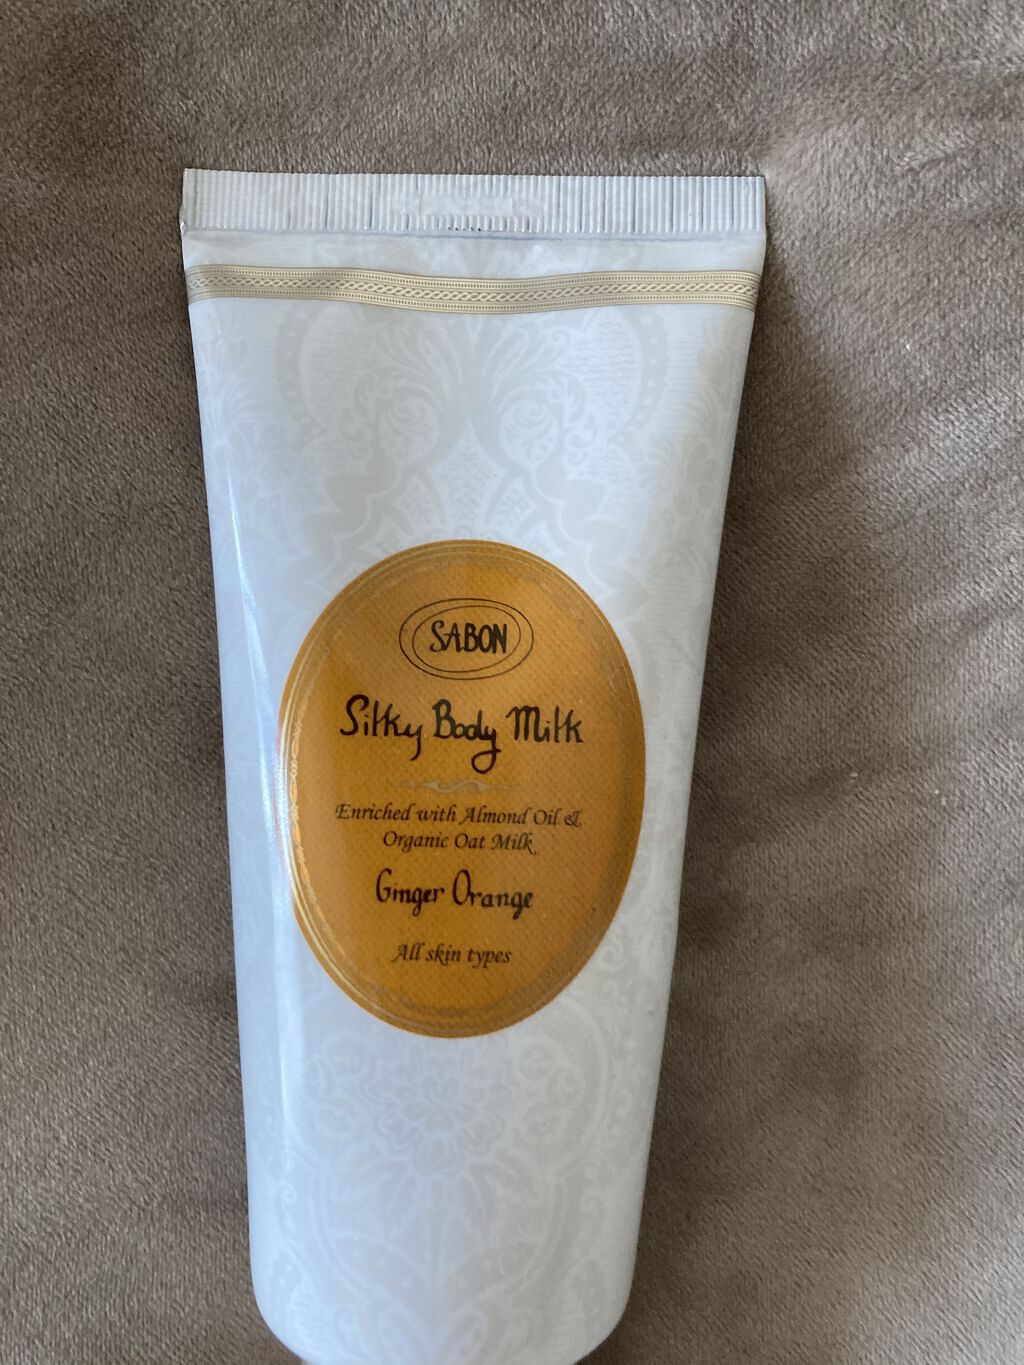 SABON
Silky Body Milk
Enriched with Almond Oil &
Organic Oat Milk
Ginger Orange
All skin types